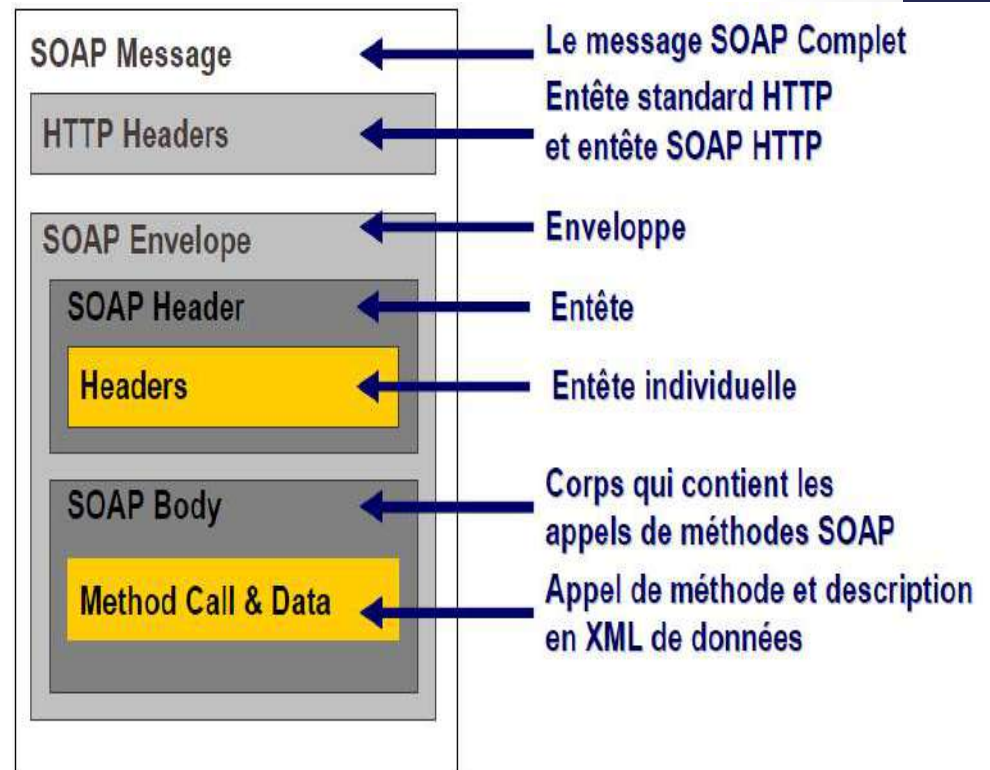 SOAP Message
Le message SOAP Complet
HTTP Headers
Entête standard HTTP
et entête SOAP HTTP
SOAP Envelope
Enveloppe
SOAP Header
Entête
Headers
Entête individuelle
SOAP Body
Corps qui contient les
appels de méthodes SOAP
Method Call & Data
Appel de méthode et description
en XML de données